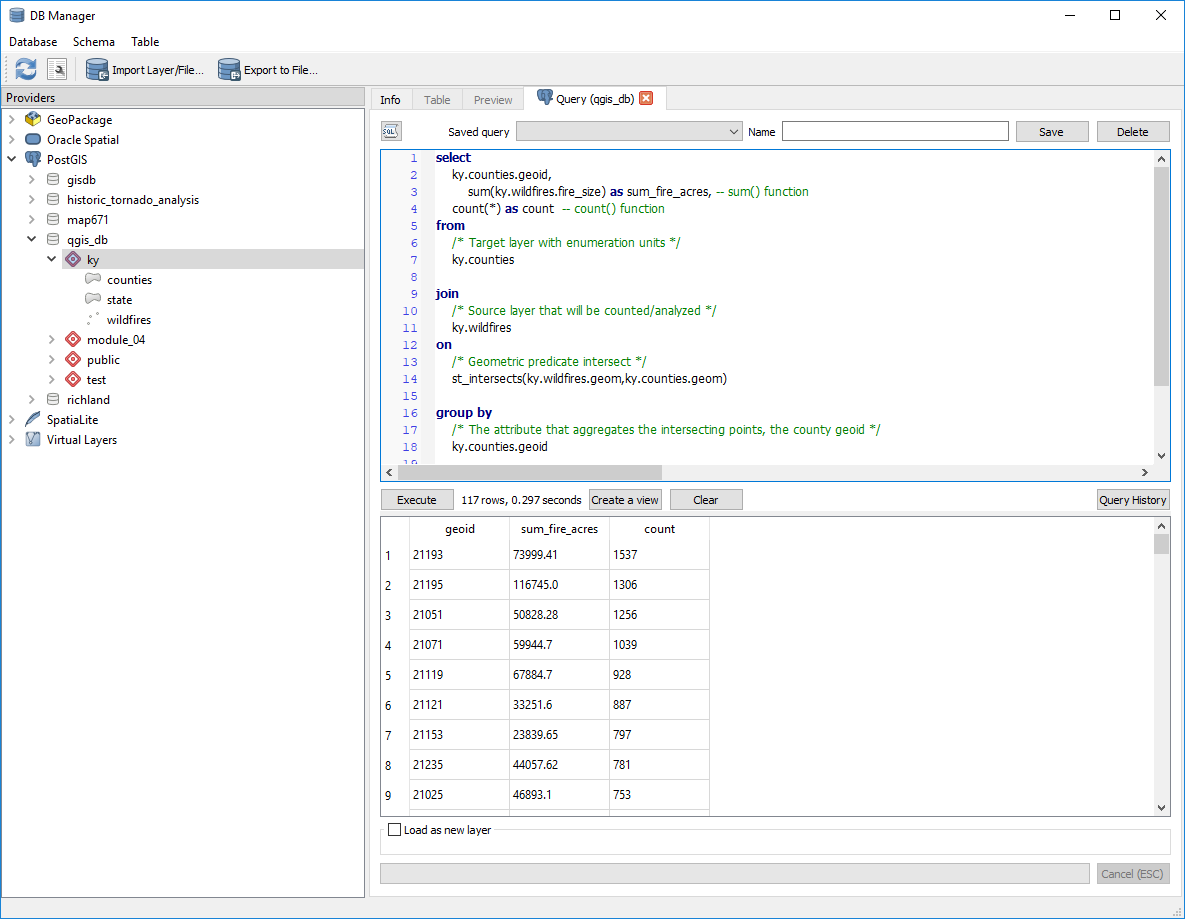 DB Manager
Database Schema Table
Import Layer/File... Export to File...
Providers
GeoPackage
Oracle Spatial
PostGIS
gisdb
historic_tornado_analysis
map671
qgis_db
ky
counties
state
wildfires
module_04
public
test
richland
SpatiaLite
Virtual Layers
Info Table Preview Query (qgis_db)
SQL Saved query Name Save Delete
1 select
2 ky.counties.geoid,
3 sum(ky.wildfires.fire_size) as sum_fire_acres, -- sum() function
4 count(*) as count -- count() function
5 from
6 /* Target layer with enumeration units */
7 ky.counties
8
9 join
10 /* Source layer that will be counted/analyzed */
11 ky.wildfires
12 on
13 /* Geometric predicate intersect */
14 st_intersects(ky.wildfires.geom,ky.counties.geom)
15
16 group by
17 /* The attribute that aggregates the intersecting points, the county geoid */
18 ky.counties.geoid
19
Execute 117 rows, 0.297 seconds Create a view Clear Query History
geoid sum_fire_acres count
1 21193 73999.41 1537
2 21195 116745.0 1306
3 21051 50828.28 1256
4 21071 59944.7 1039
5 21119 67884.7 928
6 21121 33251.6 887
7 21153 23839.65 797
8 21235 44057.62 781
9 21025 46893.1 753
Load as new layer
Cancel (ESC)